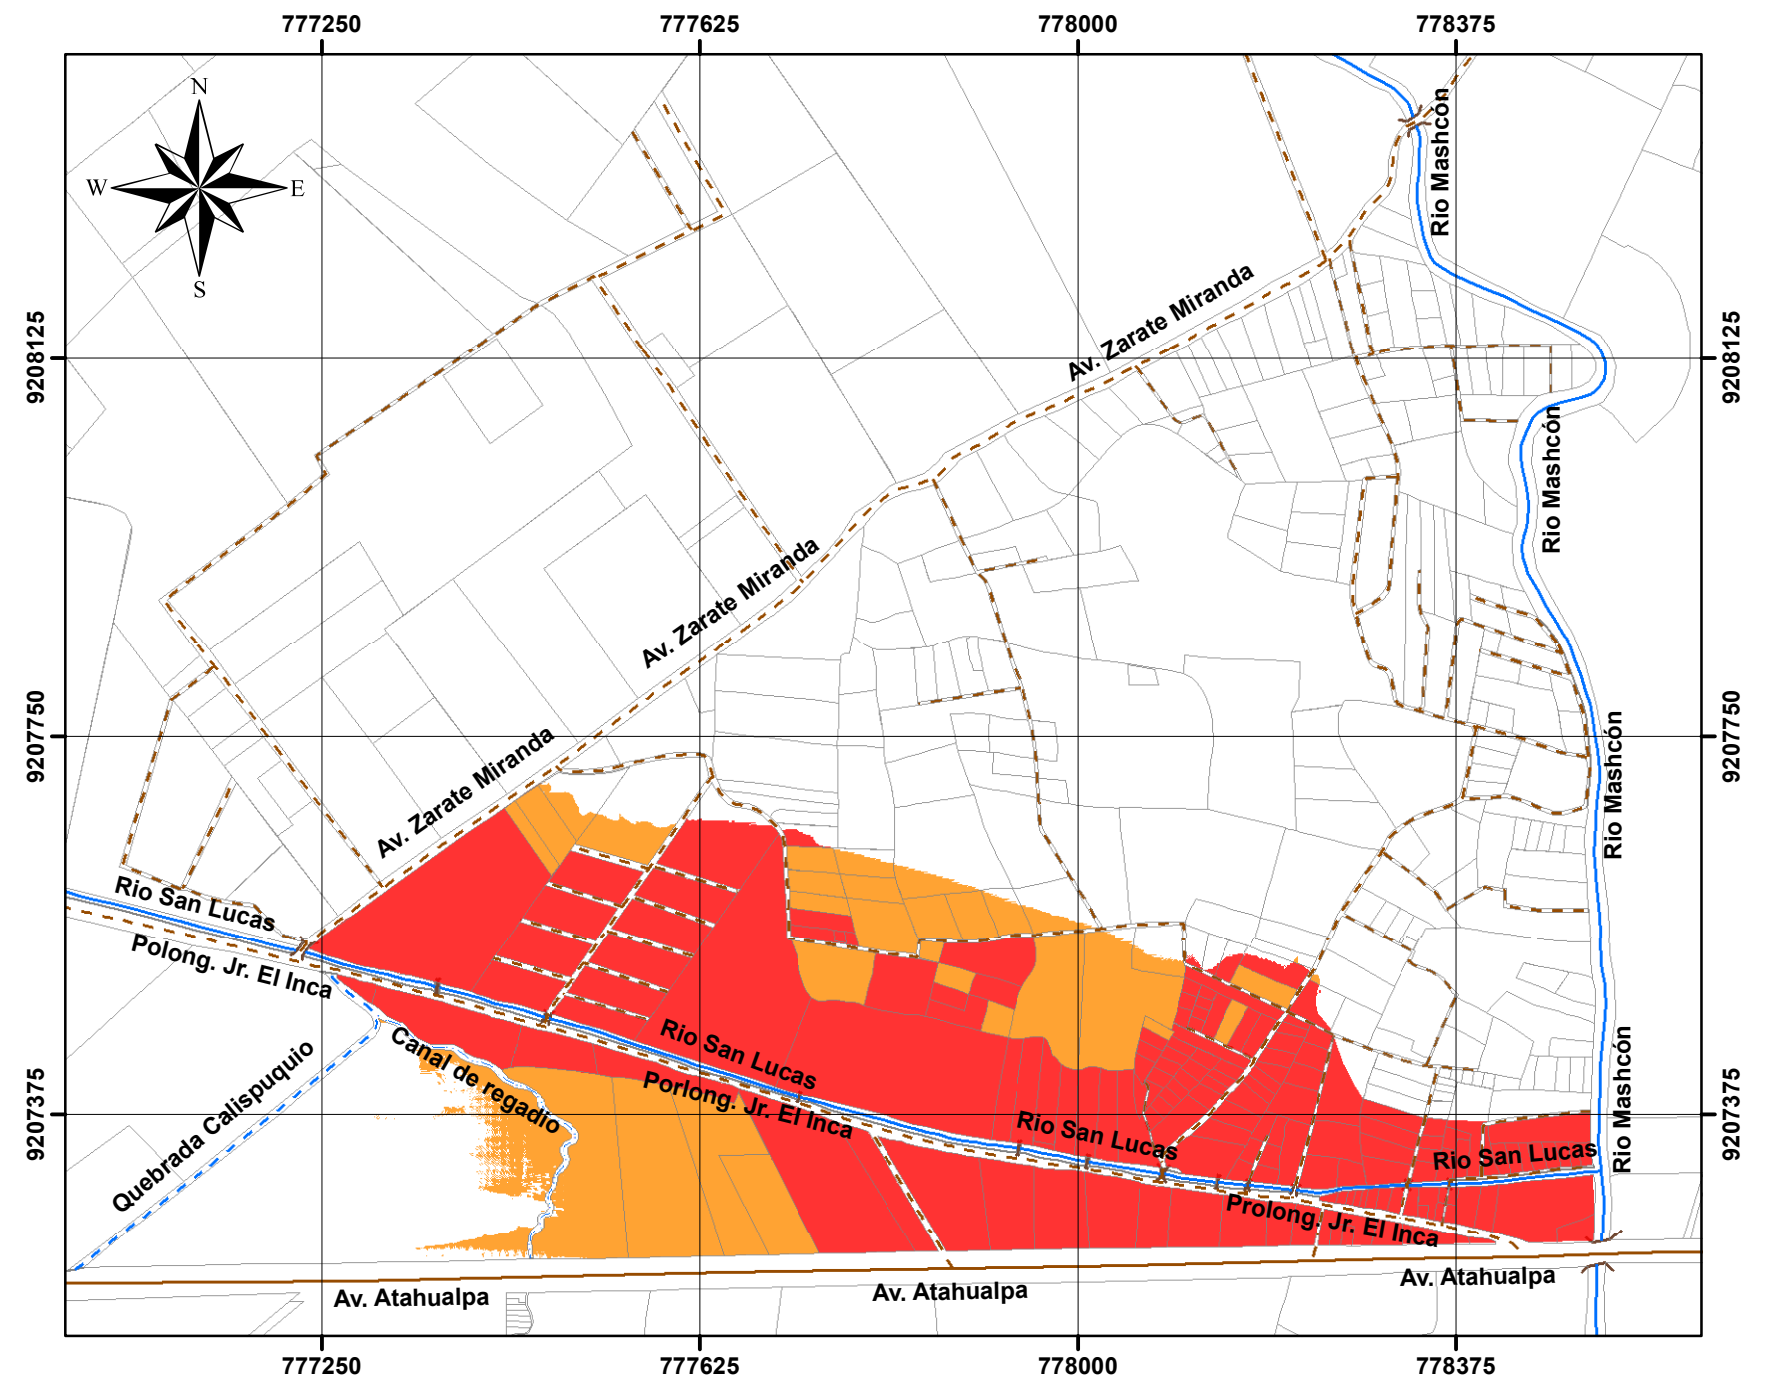 777250
777625
778000
778375
N
W
E
S
Rio Mashcón
Av. Zarate Miranda
9208125
9208125
Rio Mashcón
Av. Zarate Miranda
9207750
9207750
Av. Zarate Miranda
Rio Mashcón
Rio San Lucas
Polong. Jr. El Inca
Canal de regadio
Rio San Lucas
Porlong. Jr. El Inca
Quebrada Calispuquio
9207375
9207375
Rio San Lucas
Rio San Lucas
Rio Mashcón
Prolong. Jr. El Inca
Av. Atahualpa
Av. Atahualpa
Av. Atahualpa
777250
777625
778000
778375